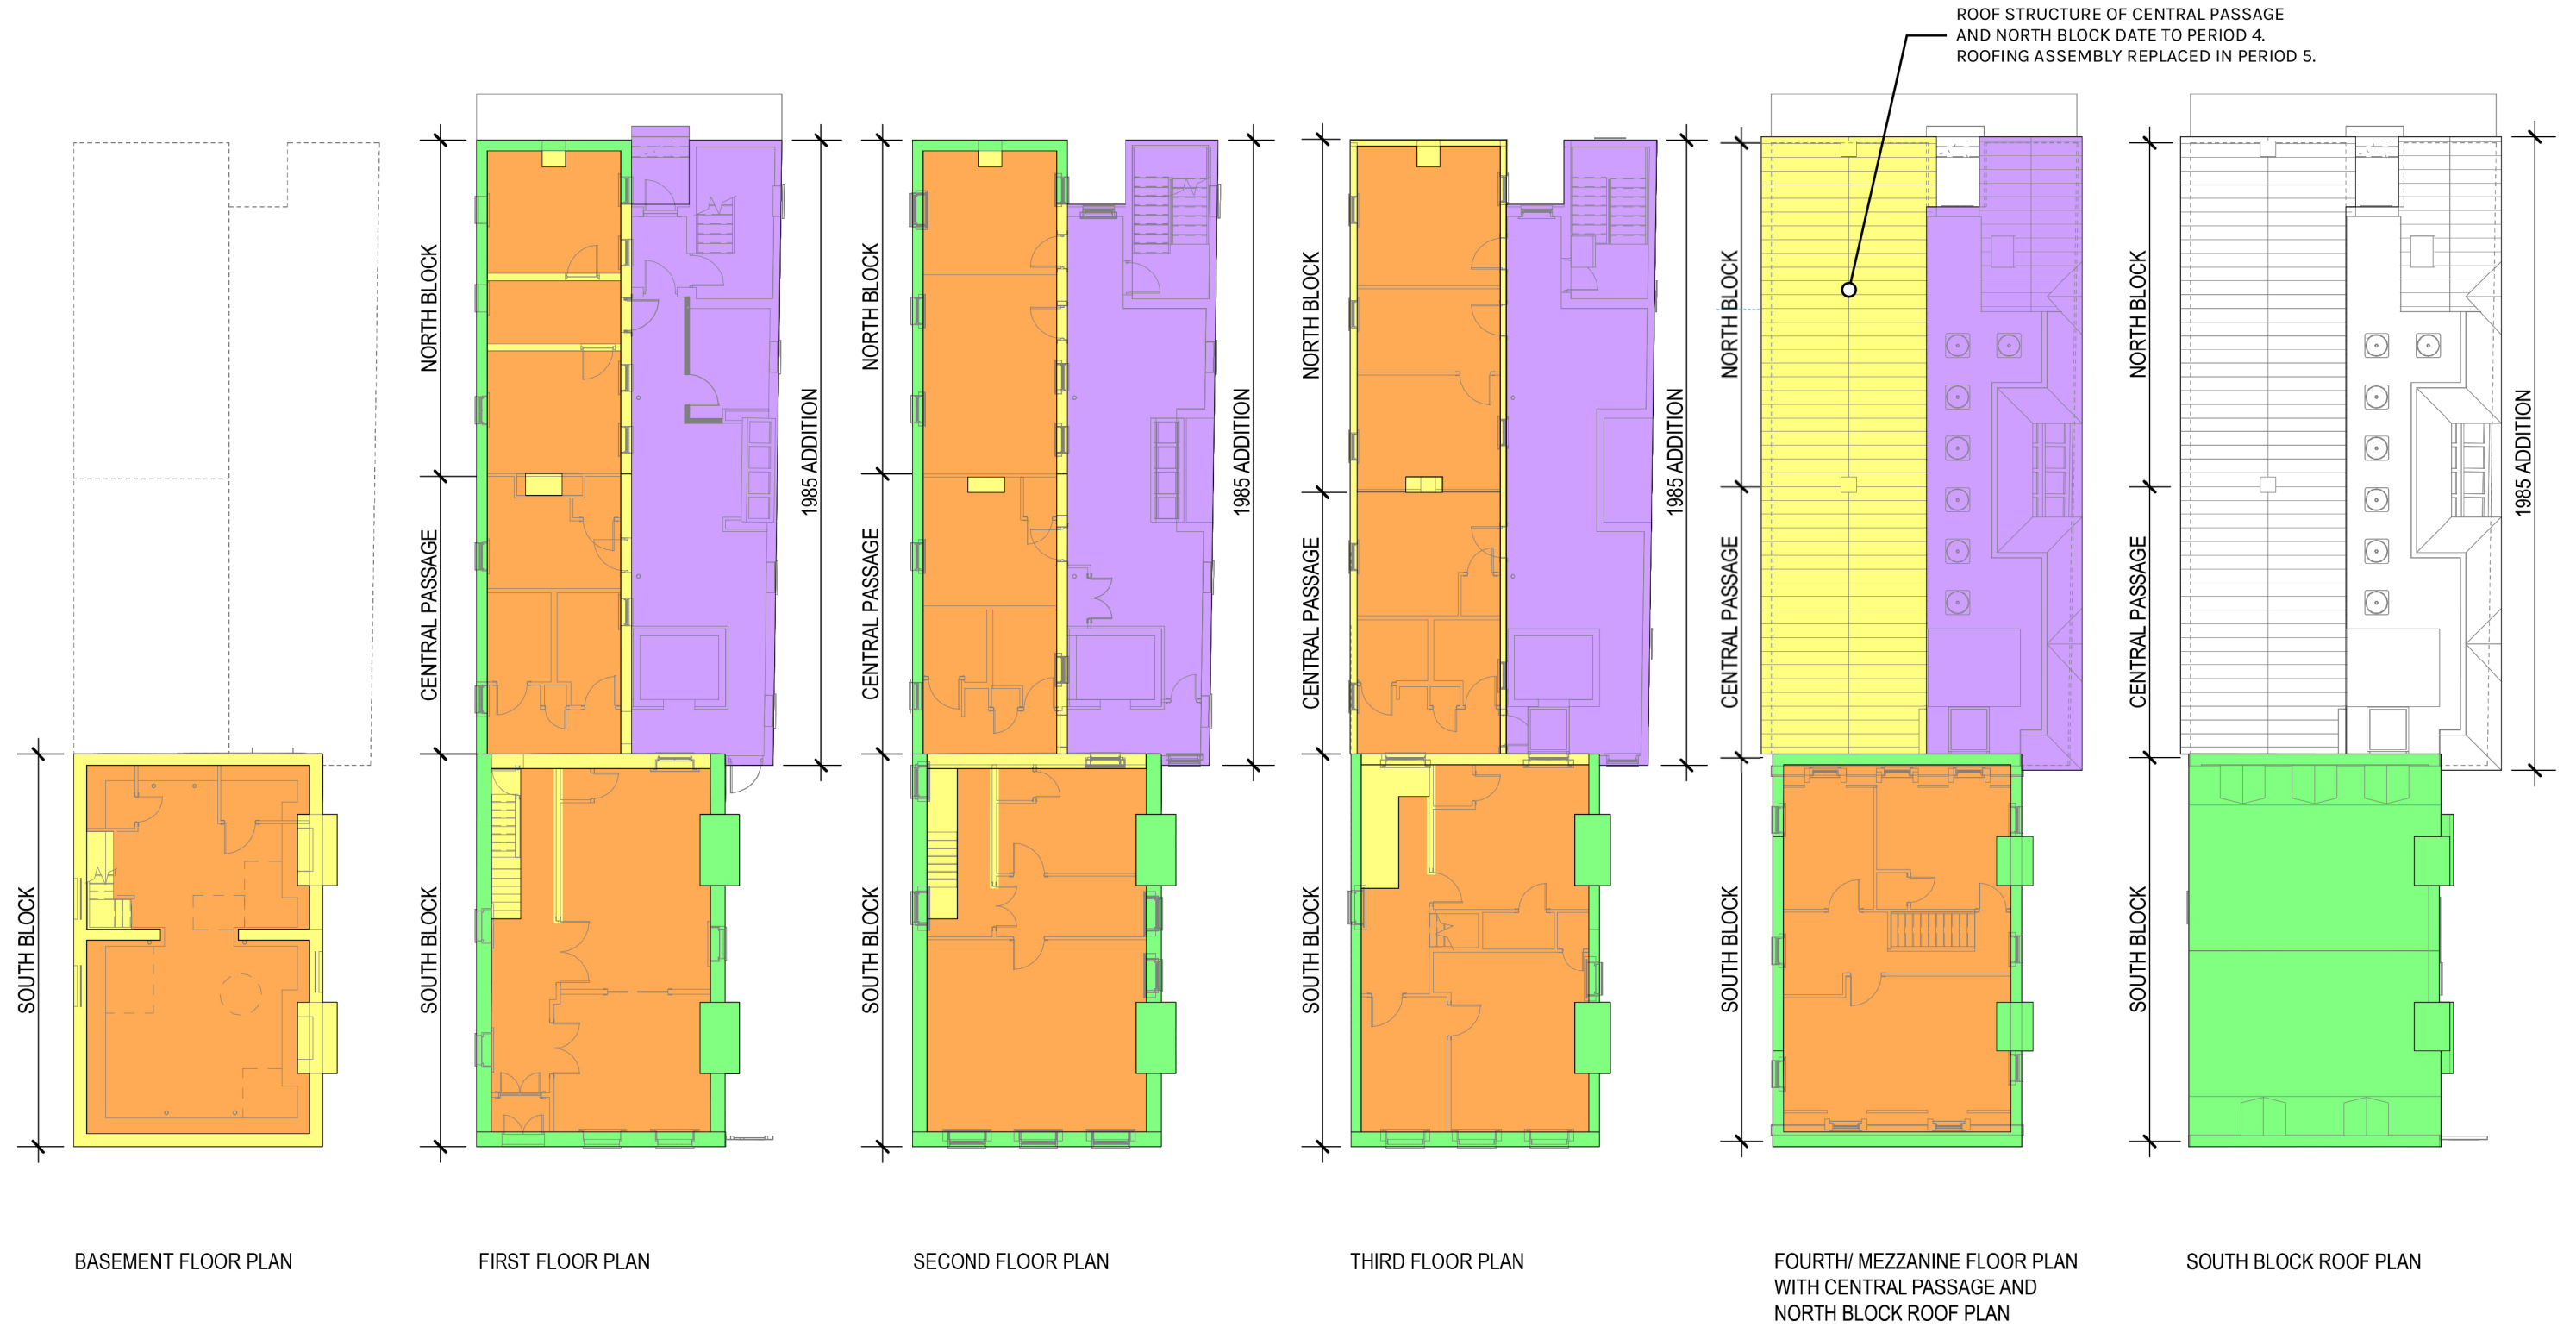 ROOF STRUCTURE OF CENTRAL PASSAGE
AND NORTH BLOCK DATE TO PERIOD 4.
ROOFING ASSEMBLY REPLACED IN PERIOD 5.
SOUTH BLOCK
NORTH BLOCK
CENTRAL PASSAGE
SOUTH BLOCK
1985 ADDITION
NORTH BLOCK
CENTRAL PASSAGE
SOUTH BLOCK
1985 ADDITION
NORTH BLOCK
CENTRAL PASSAGE
SOUTH BLOCK
1985 ADDITION
NORTH BLOCK
CENTRAL PASSAGE
SOUTH BLOCK
NORTH BLOCK
CENTRAL PASSAGE
SOUTH BLOCK
1985 ADDITION
BASEMENT FLOOR PLAN
FIRST FLOOR PLAN
SECOND FLOOR PLAN
THIRD FLOOR PLAN
FOURTH/ MEZZANINE FLOOR PLAN
WITH CENTRAL PASSAGE AND
NORTH BLOCK ROOF PLAN
SOUTH BLOCK ROOF PLAN